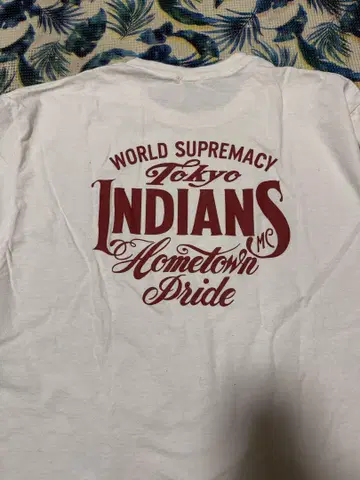 WORLD SUPREMACY
Tokyo
INDIANS MC
Hometown
Pride